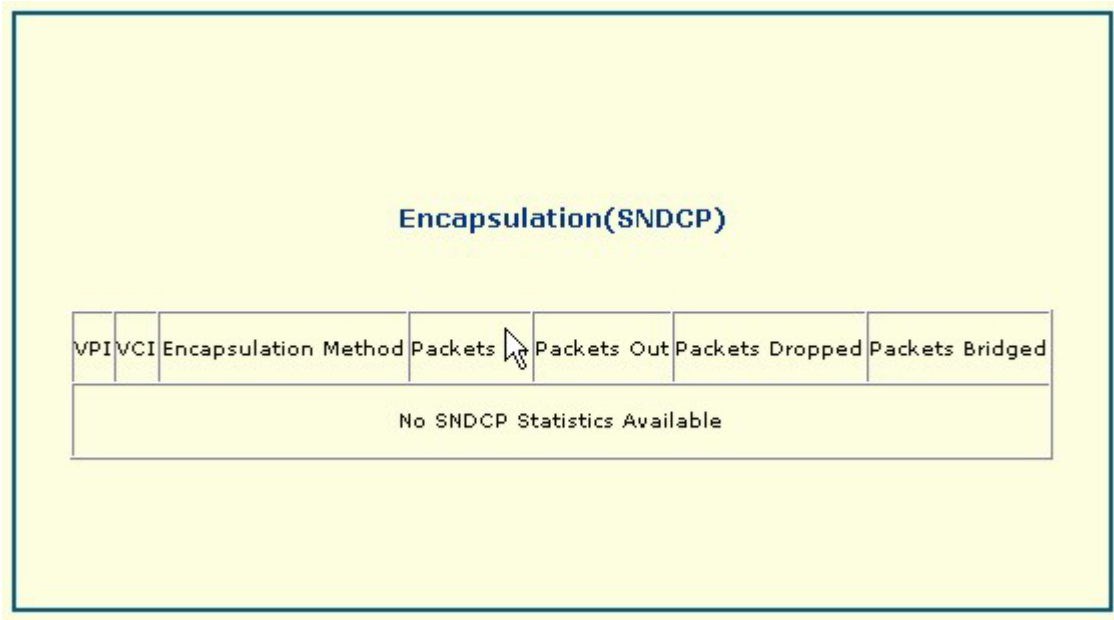 Encapsulation(SNDCP)
VPI VCI Encapsulation Method Packets Packets Out Packets Dropped Packets Bridged
No SNDCP Statistics Available